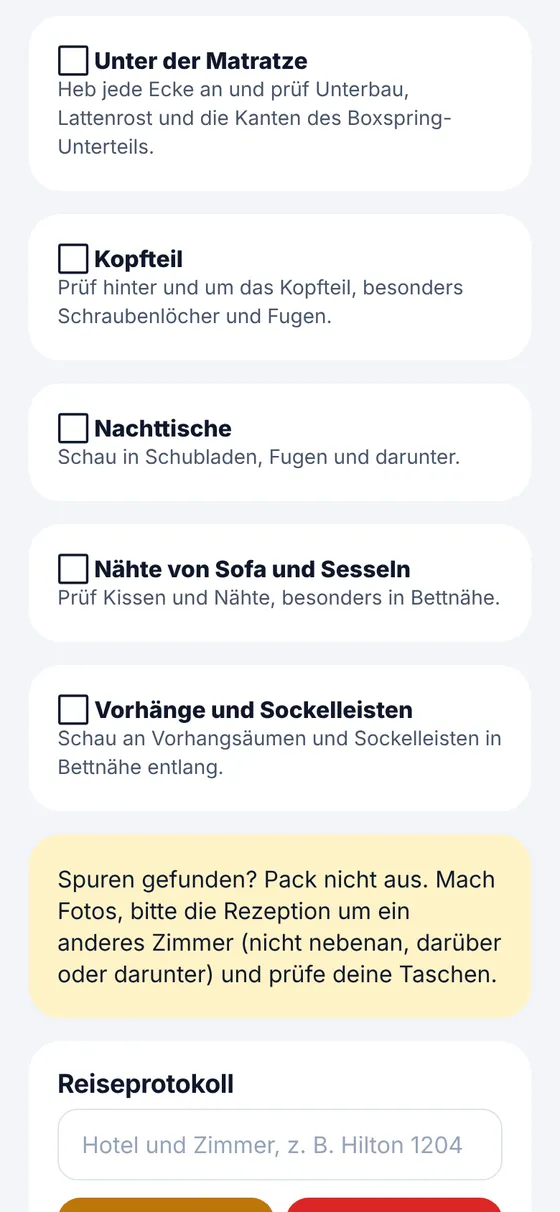 Unter der Matratze
Heb jede Ecke an und prüf Unterbau,
Lattenrost und die Kanten des Boxspring-
Unterteils.
Kopfteil
Prüf hinter und um das Kopfteil, besonders
Schraubenlöcher und Fugen.
Nachttische
Schau in Schubladen, Fugen und darunter.
Nähte von Sofa und Sesseln
Prüf Kissen und Nähte, besonders in Bettnähe.
Vorhänge und Sockelleisten
Schau an Vorhangsäumen und Sockelleisten in
Bettnähe entlang.
Spuren gefunden? Pack nicht aus. Mach
Fotos, bitte die Rezeption um ein
anderes Zimmer (nicht nebenan, darüber
oder darunter) und prüfe deine Taschen.
Reiseprotokoll
Hotel und Zimmer, z. B. Hilton 1204